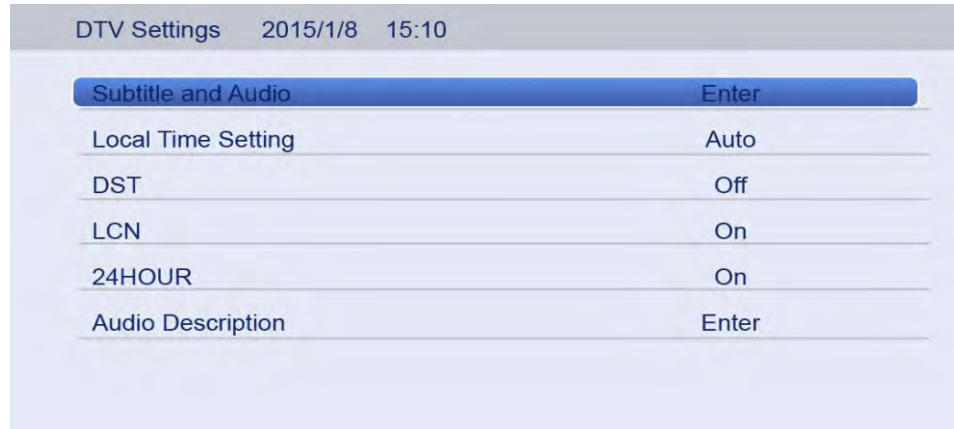 DTV Settings 2015/1/8 15:10
Subtitle and Audio Enter
Local Time Setting Auto
DST Off
LCN On
24HOUR On
Audio Description Enter